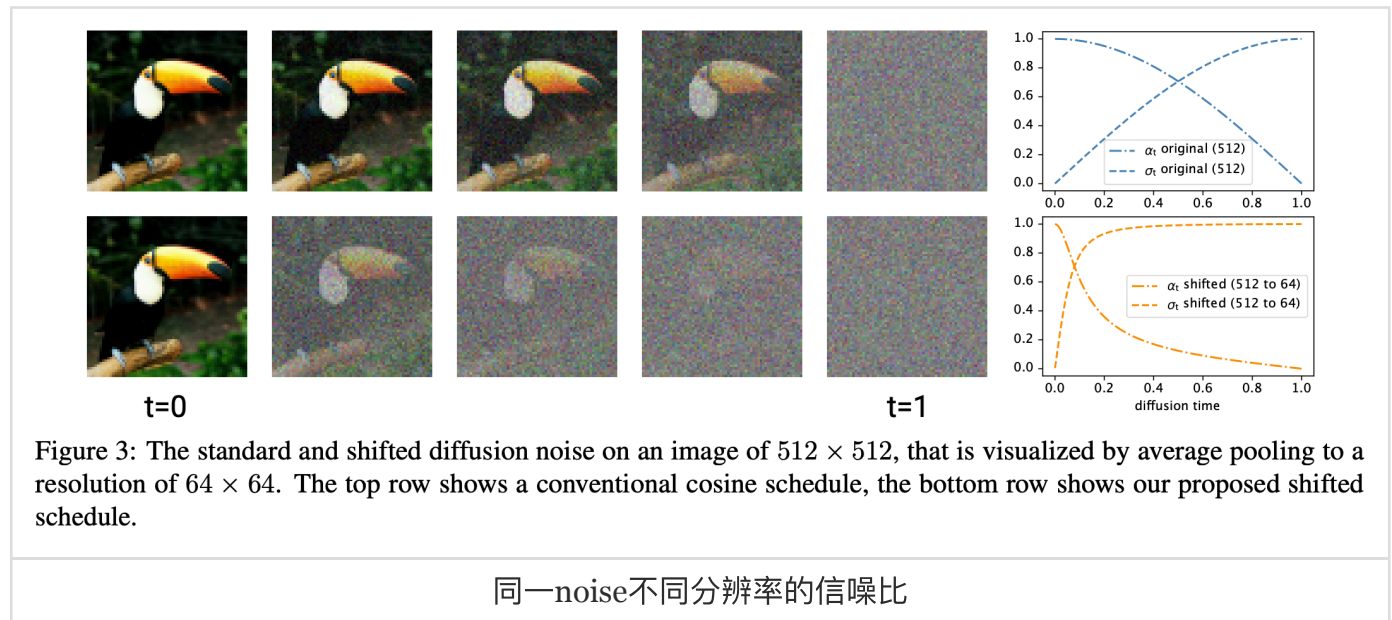 1.0
0.8
0.6
0.4
0.2
0.0
αt original (512)
σt original (512)
0.0 0.2 0.4 0.6 0.8 1.0
1.0
0.8
0.6
0.4
0.2
0.0
αt shifted (512 to 64)
σt shifted (512 to 64)
0.0 0.2 0.4 0.6 0.8 1.0
diffusion time
t=0
t=1
Figure 3: The standard and shifted diffusion noise on an image of 512 × 512, that is visualized by average pooling to a
resolution of 64 × 64. The top row shows a conventional cosine schedule, the bottom row shows our proposed shifted
schedule.
同一noise不同分辨率的信噪比